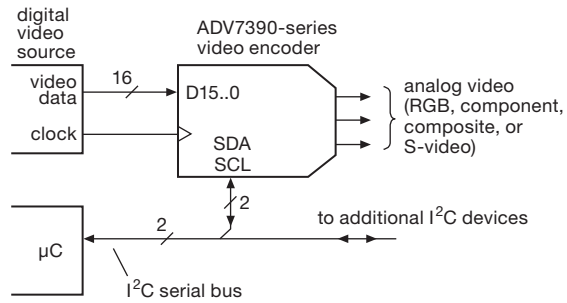 digital
video
source
ADV7390-series
video encoder
video
data
16
D15..0
clock
SDA
SCL
analog video
(RGB, component,
composite, or
S-video)
2
to additional I²C devices
2
µC
I²C serial bus